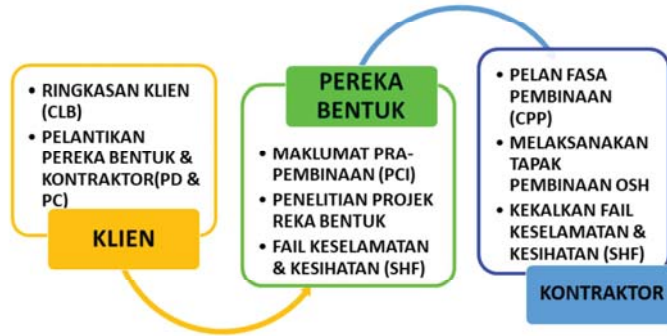 • RINGKASAN KLIEN
(CLB)
• PELANTIKAN
PEREKA BENTUK &
KONTRAKTOR(PD &
PC)
KLIEN
PEREKA
BENTUK
• MAKLUMAT PRA-
PEMBINAAN (PCI)
• PENELITIAN PROJEK
REKA BENTUK
• FAIL KESELAMATAN
& KESIHATAN (SHF)
• PELAN FASA
PEMBINAAN
(CPP)
• MELAKSANAKAN
TAPAK
PEMBINAAN OSH
• KEKALKAN FAIL
KESELAMATAN &
KESIHATAN (SHF)
KONTRAKTOR